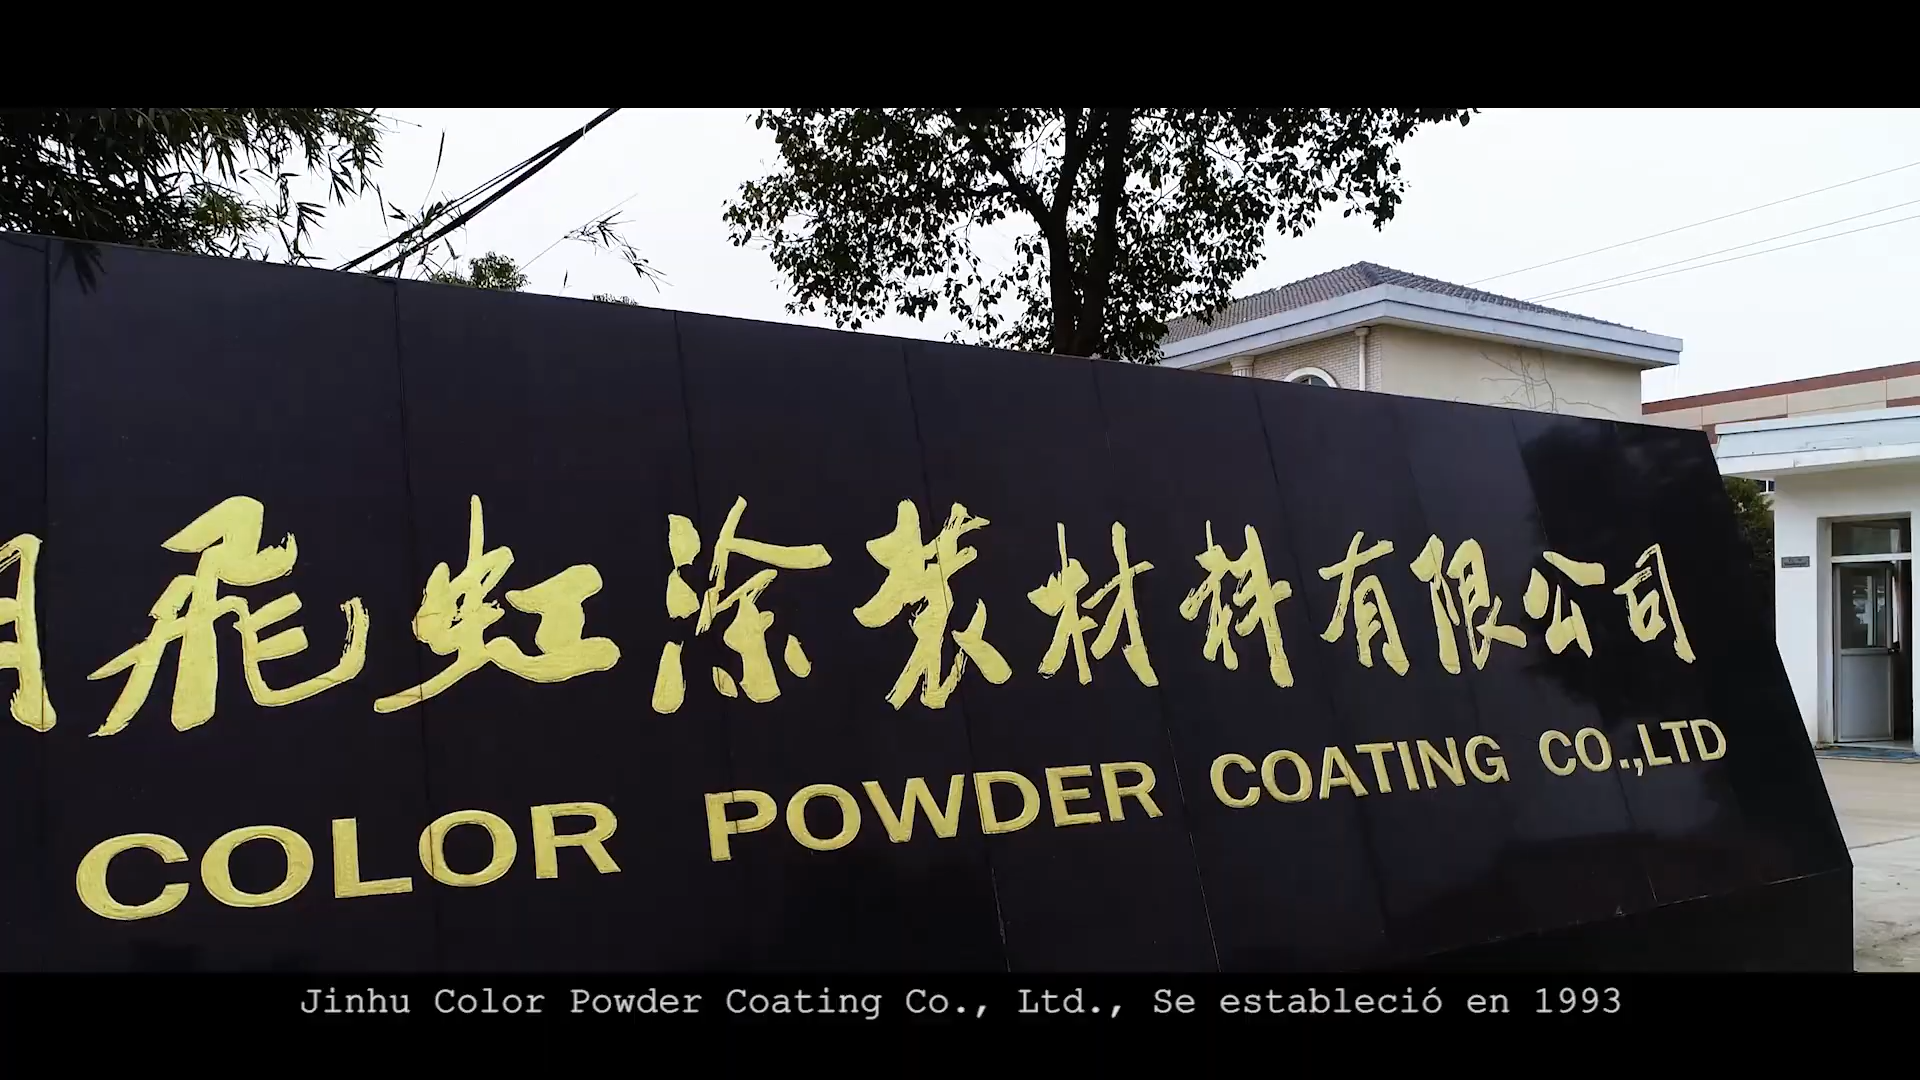 飛虹涂装材料有限公司
COLOR POWDER COATING CO.,LTD
Jinhu Color Powder Coating Co., Ltd., Se estableció en 1993